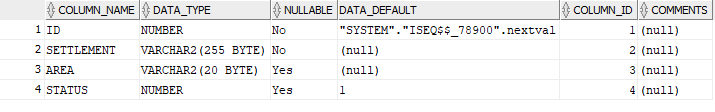 COLUMN_NAME DATA_TYPE NULLABLE DATA_DEFAULT COLUMN_ID COMMENTS
1 ID NUMBER No "SYSTEM"."ISEQ$$_78900".nextval 1 (null)
2 SETTLEMENT VARCHAR2(255 BYTE) No (null) 2 (null)
3 AREA VARCHAR2(20 BYTE) Yes (null) 3 (null)
4 STATUS NUMBER Yes 1 4 (null)